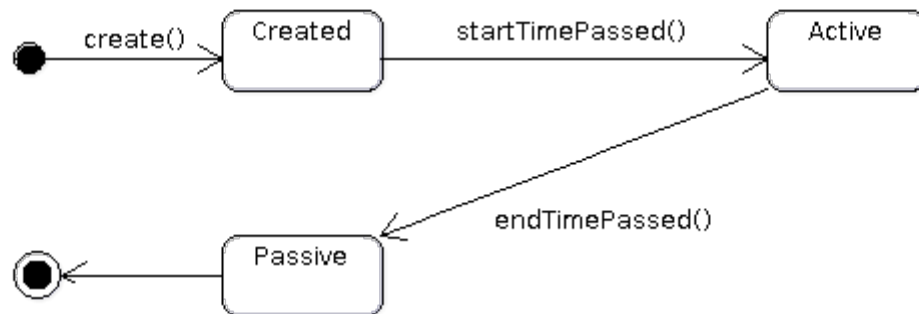 create()
Created
startTimePassed()
Active
endTimePassed()
Passive